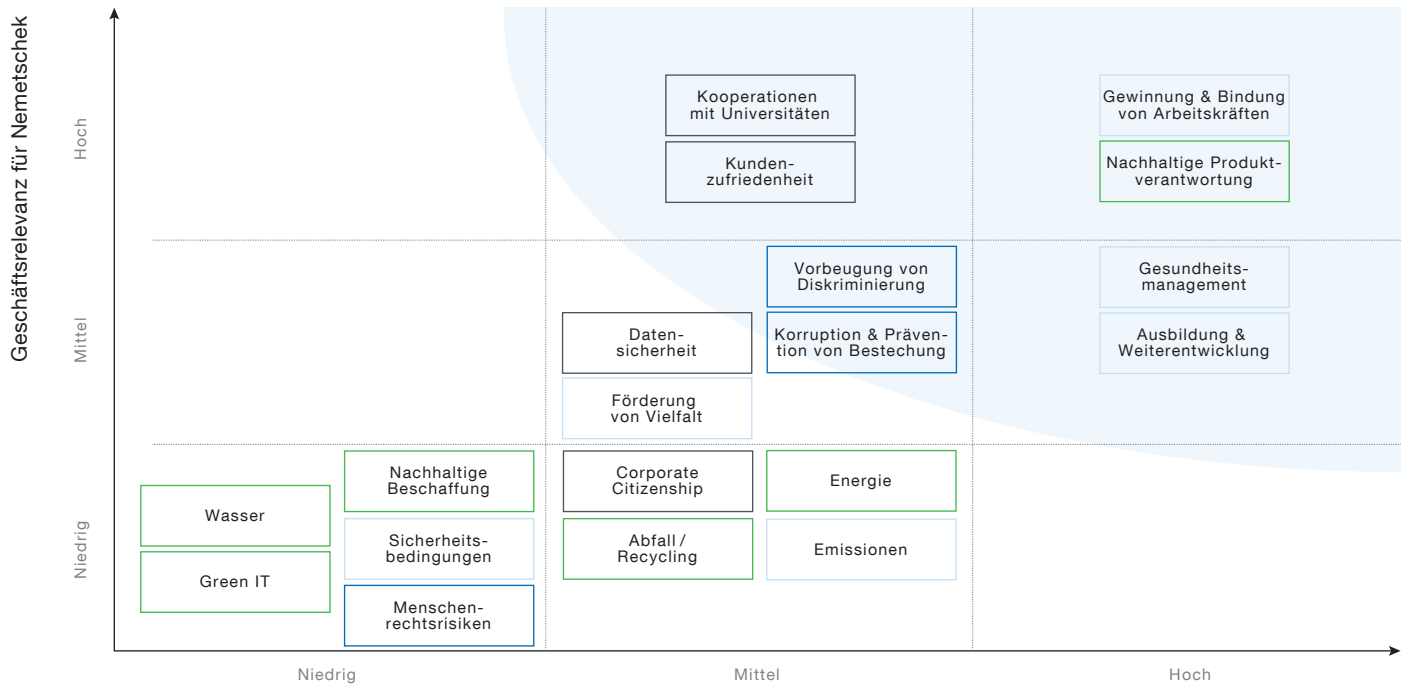 Geschäftsrelevanz für Nemetschek
Hoch
Kooperationen
mit Universitäten
Gewinnung & Bindung
von Arbeitskräften
Kunden-
zufriedenheit
Nachhaltige Produkt-
verantwortung
Mittel
Vorbeugung von
Diskriminierung
Gesundheits-
management
Daten-
sicherheit
Korruption & Präven-
tion von Bestechung
Ausbildung &
Weiterentwicklung
Förderung
von Vielfalt
Niedrig
Nachhaltige
Beschaffung
Corporate
Citizenship
Energie
Wasser
Sicherheits-
bedingungen
Abfall /
Recycling
Emissionen
Green IT
Menschen-
rechtsrisiken
Niedrig
Mittel
Hoch